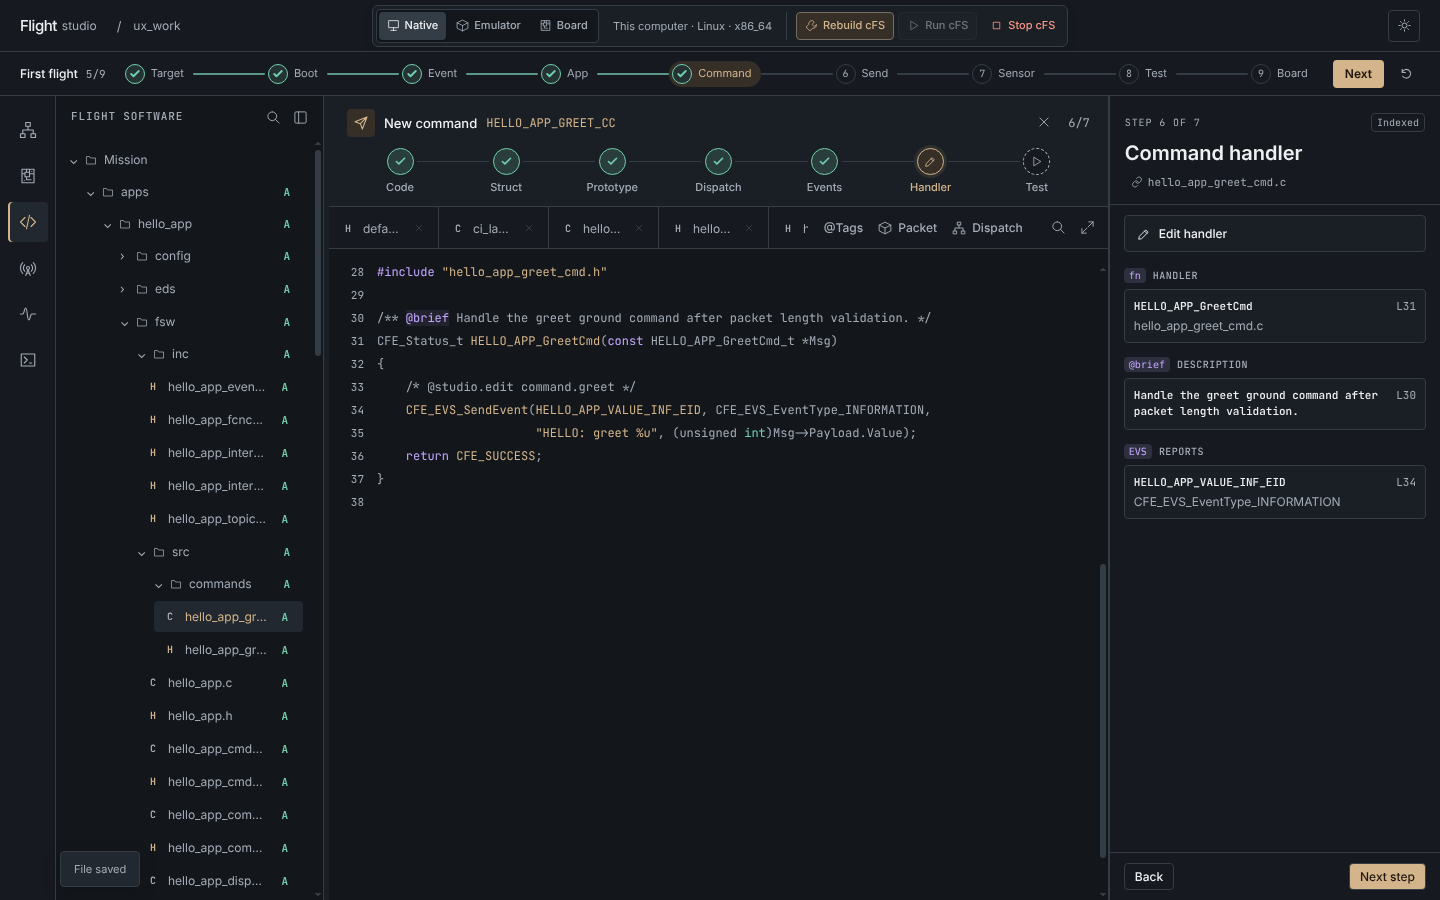 Flight studio / ux_work
Native Emulator Board This computer · Linux · x86_64 Rebuild cFS Run cFS Stop cFS
First flight 5/9 Target Boot Event App Command 6 Send 7 Sensor 8 Test 9 Board Next
FLIGHT SOFTWARE
Mission
apps A
hello_app A
config A
eds A
fsw A
inc A
H hello_app_even... A
H hello_app_fcnc... A
H hello_app_inter... A
H hello_app_inter... A
H hello_app_topic... A
src A
commands A
C hello_app_gr... A
H hello_app_gr... A
C hello_app.c A
H hello_app.h A
C hello_app_cmd... A
H hello_app_cmd... A
C hello_app_com... A
H hello_app_com... A
C hello_app_disp... A
File saved
New command HELLO_APP_GREET_CC 6/7
Code Struct Prototype Dispatch Events Handler Test
H defa... C ci_la... C hello... H hello... H @Tags Packet Dispatch
28 #include "hello_app_greet_cmd.h"
29
30 /** @brief Handle the greet ground command after packet length validation. */
31 CFE_Status_t HELLO_APP_GreetCmd(const HELLO_APP_GreetCmd_t *Msg)
32 {
33 /* @studio.edit command.greet */
34 CFE_EVS_SendEvent(HELLO_APP_VALUE_INF_EID, CFE_EVS_EventType_INFORMATION,
35 "HELLO: greet %u", (unsigned int)Msg->Payload.Value);
36 return CFE_SUCCESS;
37 }
38
STEP 6 OF 7 Indexed
Command handler
hello_app_greet_cmd.c
Edit handler
fn HANDLER
HELLO_APP_GreetCmd L31
hello_app_greet_cmd.c
@brief DESCRIPTION
Handle the greet ground command after L30
packet length validation.
EVS REPORTS
HELLO_APP_VALUE_INF_EID L34
CFE_EVS_EventType_INFORMATION
Back Next step